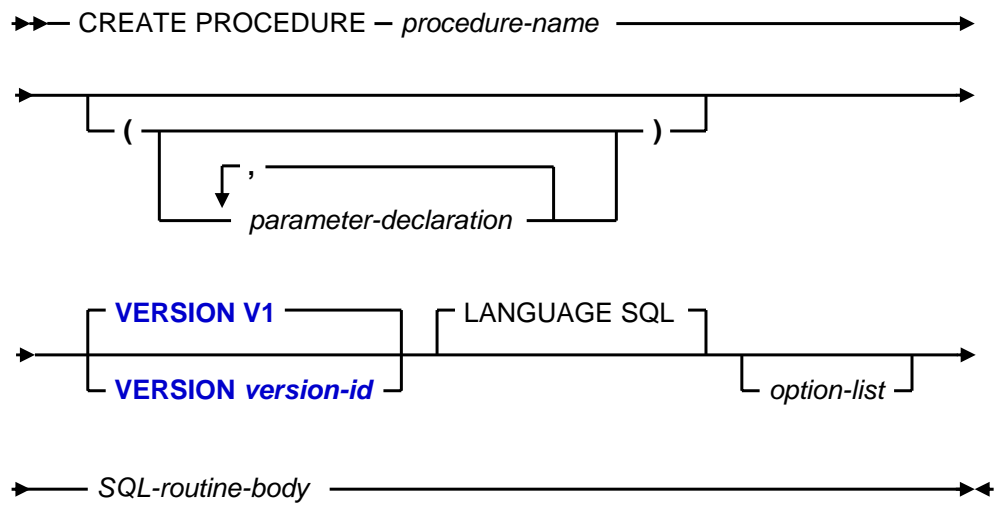 CREATE PROCEDURE procedure-name
( )
,
parameter-declaration
VERSION V1 LANGUAGE SQL
VERSION version-id option-list
SQL-routine-body